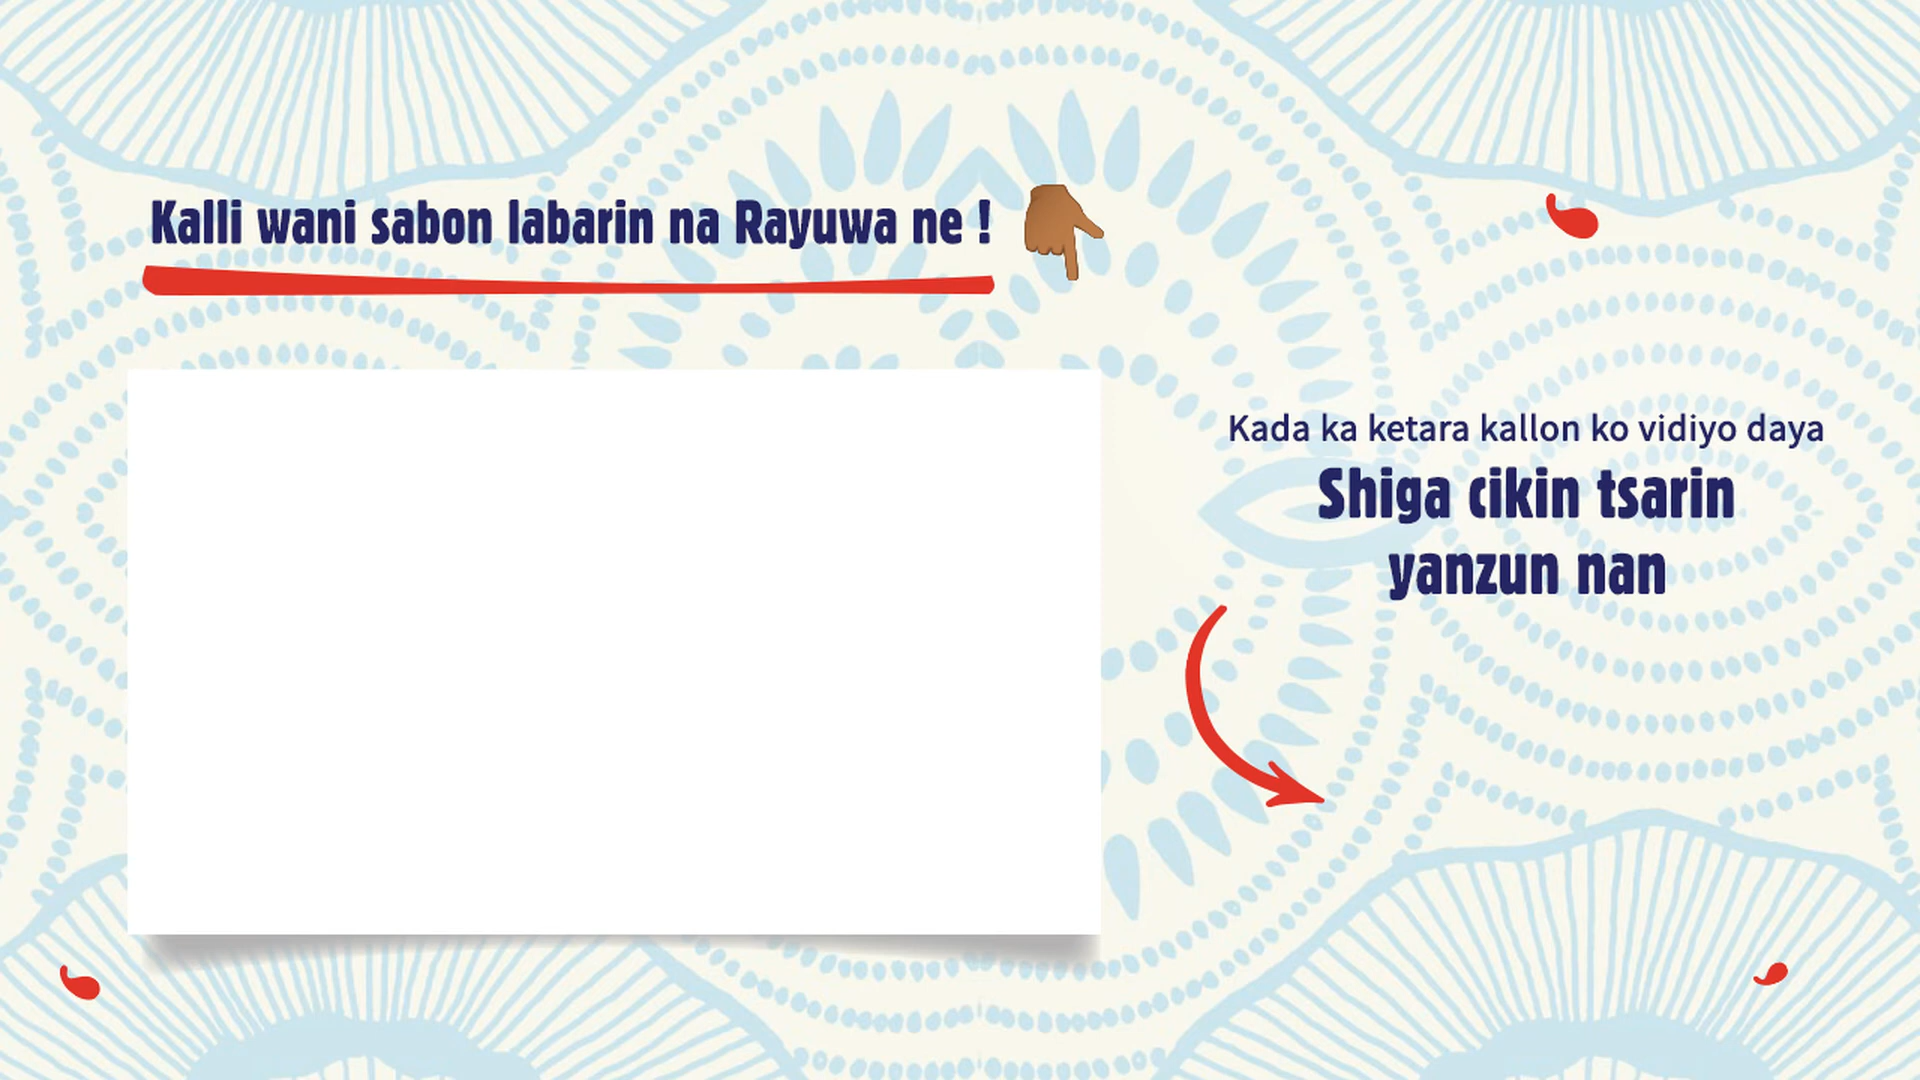 Kalli wani sabon labarin na Rayuwa ne !
Kada ka ketara kallon ko vidiyo daya
Shiga cikin tsarin
yanzun nan